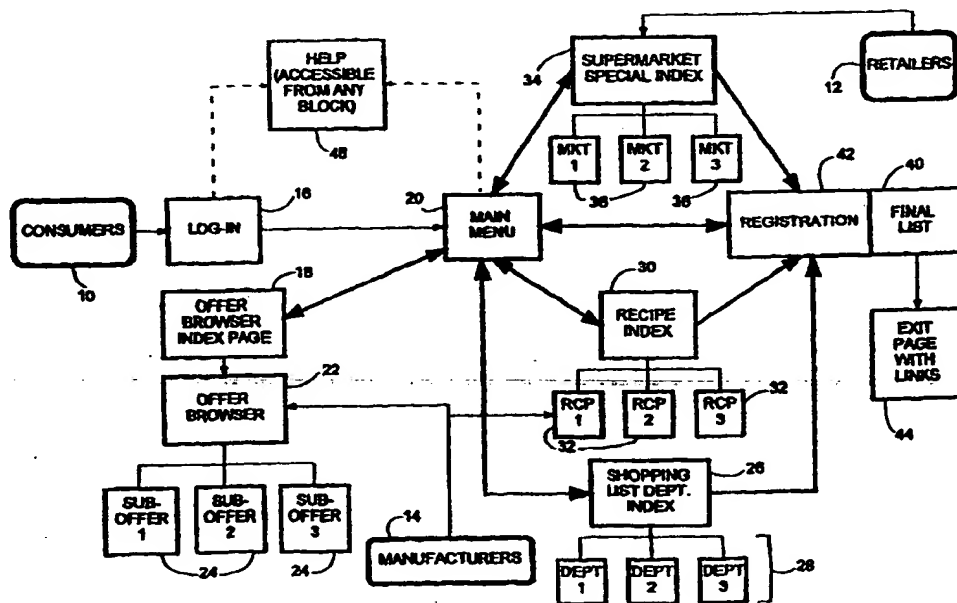 HELP
(ACCESSIBLE
FROM ANY
BLOCK)
48
34
SUPERMARKET
SPECIAL INDEX
RETAILERS
12
MKT
1
MKT
2
MKT
3
36
36
42
40
16
20
CONSUMERS
10
LOG-IN
MAIN
MENU
REGISTRATION
FINAL
LIST
18
OFFER
BROWSER
INDEX PAGE
30
RECIPE
INDEX
EXIT
PAGE
WITH
LINKS
44
22
OFFER
BROWSER
RCP
1
RCP
2
RCP
3
32
32
SUB-
OFFER
1
SUB-
OFFER
2
SUB-
OFFER
3
24
24
14
MANUFACTURERS
SHOPPING
LIST DEPT.
INDEX
26
DEPT
1
DEPT
2
DEPT
3
28